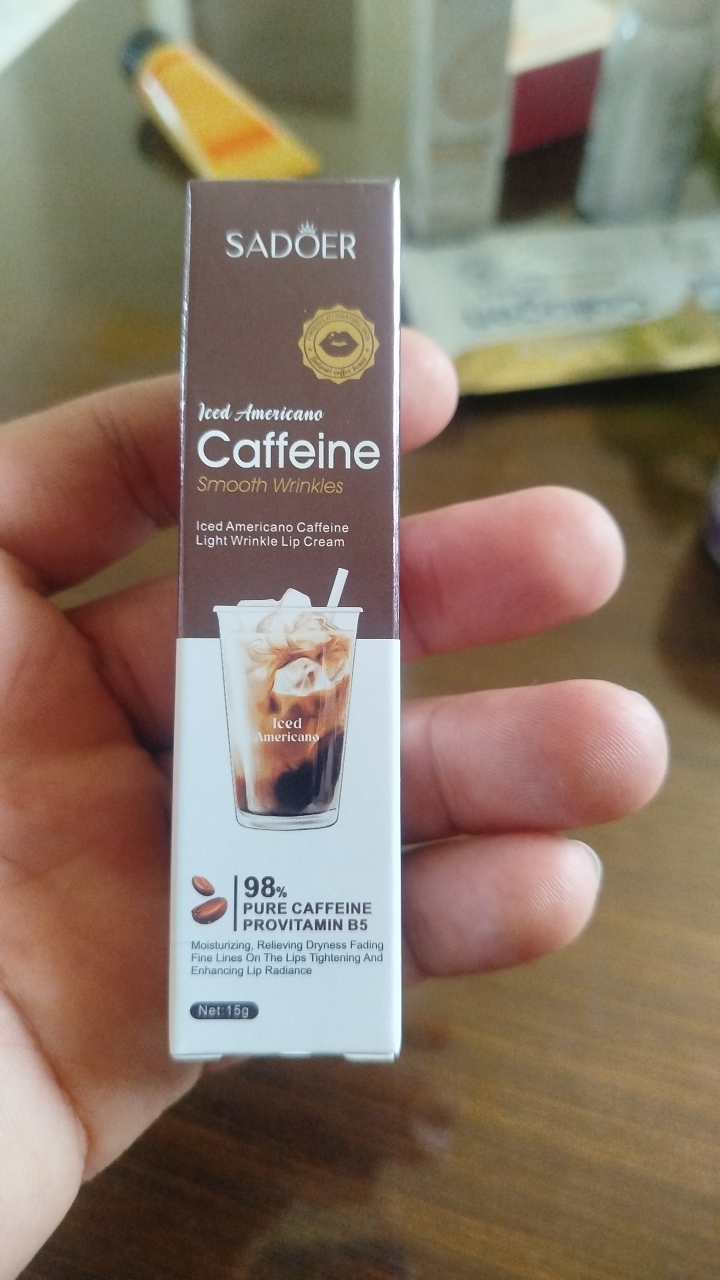 SADOER
Iced Americano
Caffeine
Smooth Wrinkles
Iced Americano Caffeine
Light Wrinkle Lip Cream
Iced
Americano
98%
PURE CAFFEINE
PROVITAMIN B5
Moisturizing, Relieving Dryness Fading
Fine Lines On The Lips Tightening And
Enhancing Lip Radiance
Net:15g